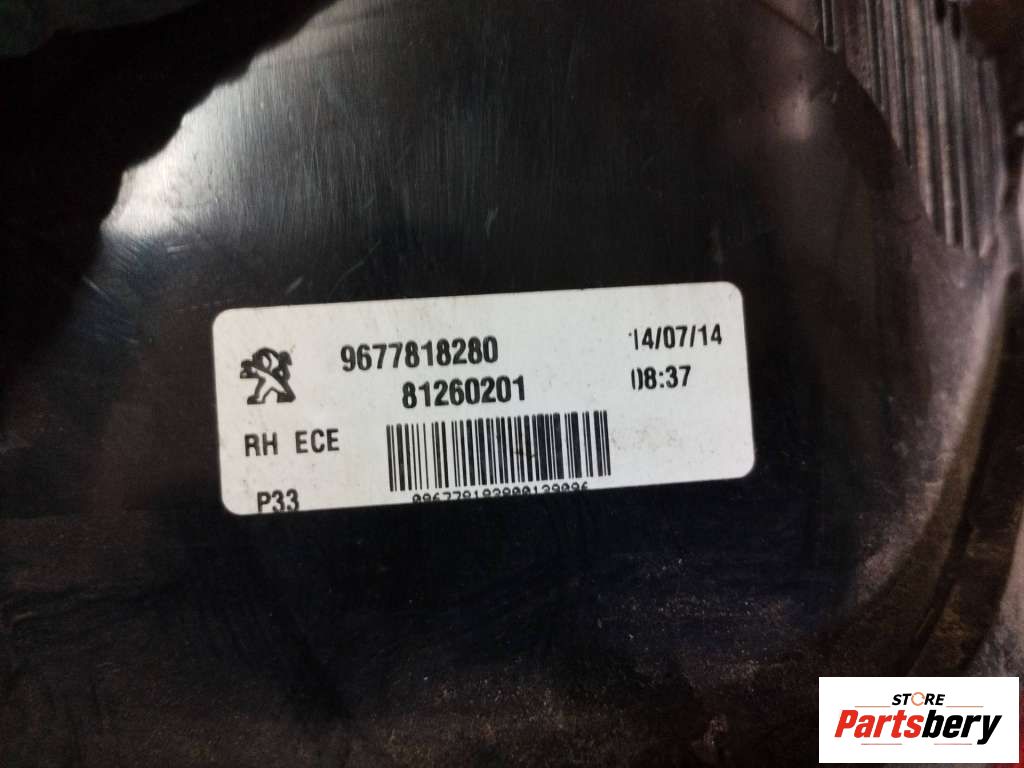 9677818280
14/07/14
81260201
08:37
RH ECE
P33
STORE
Partsbery